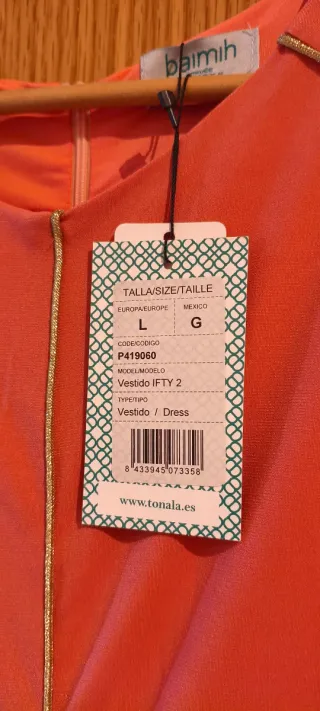 baimih
TALLA/SIZE/TAILLE
EUROPA/EUROPE MEXICO
L G
CODE/CODIGO
P419060
MODEL/MODELO
Vestido IFTY 2
TYPE/TIPO
Vestido / Dress
8 433945 073358
www.tonala.es